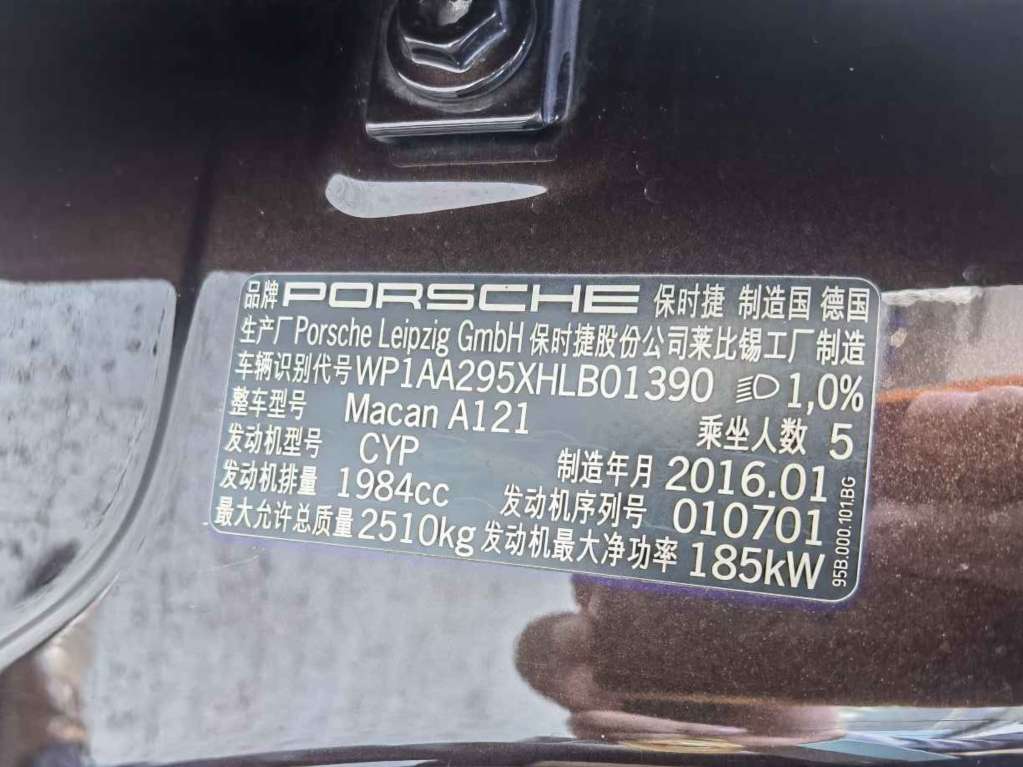 品牌 PORSCHE 保时捷 制造国 德国
生产厂 Porsche Leipzig GmbH 保时捷股份公司莱比锡工厂制造
车辆识别代号 WP1AA295XHLB01390 1,0%
整车型号 Macan A121 乘坐人数 5
发动机型号 CYP 制造年月 2016.01
发动机排量 1984cc 发动机序列号 010701
最大允许总质量 2510kg 发动机最大净功率 185kW
95B.000.101.BG